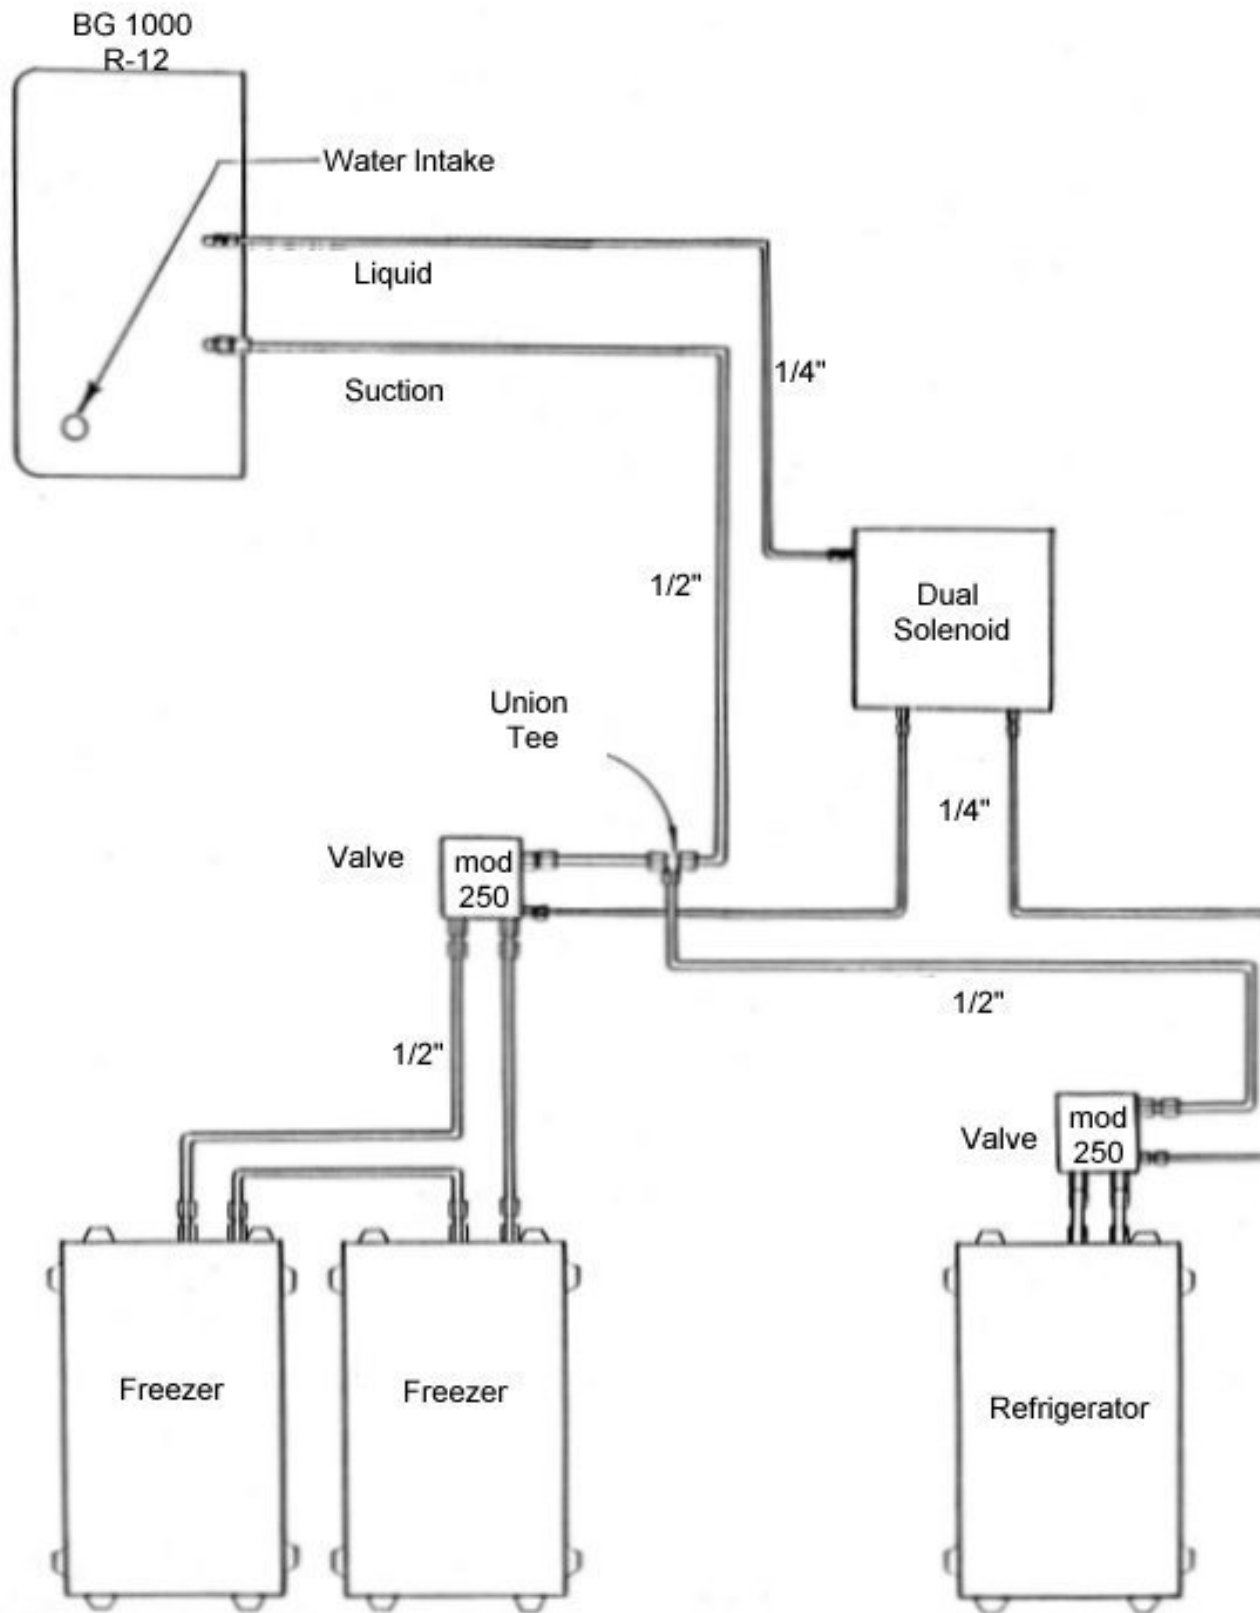 BG 1000
R-12
Water Intake
Liquid
Suction
1/4"
1/2"
Dual
Solenoid
Union
Tee
1/4"
Valve
mod
250
1/2"
1/2"
Valve
mod
250
Freezer
Freezer
Refrigerator